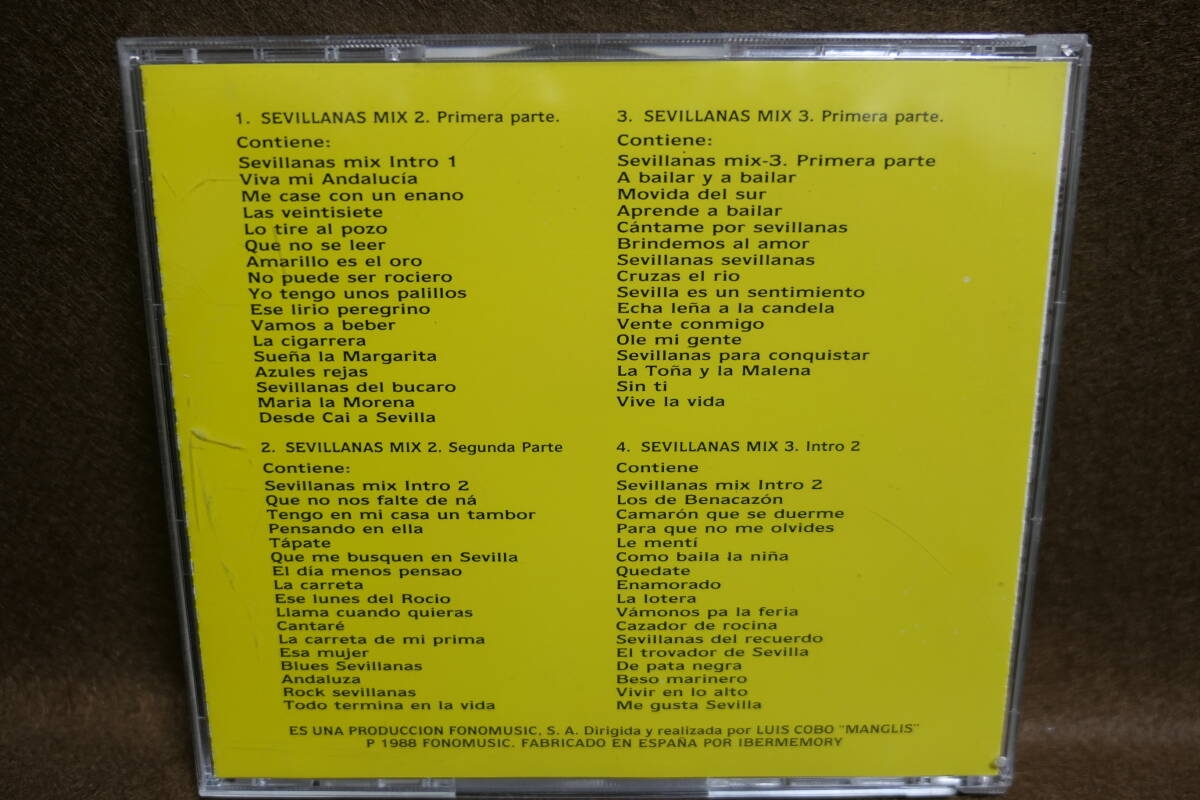 1. SEVILLANAS MIX 2. Primera parte.
Contiene:
Sevillanas mix Intro 1
Viva mi Andalucía
Me case con un enano
Las veintisiete
Lo tire al pozo
Que no se leer
Amarillo es el oro
No puede ser rociero
Yo tengo unos palillos
Ese lirio peregrino
Vamos a beber
La cigarrera
Sueña la Margarita
Azules rejas
Sevillanas del bucaro
Maria la Morena
Desde Cai a Sevilla
2. SEVILLANAS MIX 2. Segunda Parte
Contiene:
Sevillanas mix Intro 2
Que no nos falte de ná
Tengo en mi casa un tambor
Pensando en ella
Tápate
Que me busquen en Sevilla
El día menos pensao
La carreta
Ese lunes del Rocio
Llama cuando quieras
Cantaré
La carreta de mi prima
Esa mujer
Blues Sevillanas
Andaluza
Rock sevillanas
Todo termina en la vida
3. SEVILLANAS MIX 3. Primera parte.
Contiene:
Sevillanas mix-3. Primera parte
A bailar y a bailar
Movida del sur
Aprende a bailar
Cántame por sevillanas
Brindemos al amor
Sevillanas sevillanas
Cruzas el rio
Sevilla es un sentimiento
Echa leña a la candela
Vente conmigo
Ole mi gente
Sevillanas para conquistar
La Toña y la Malena
Sin ti
Vive la vida
4. SEVILLANAS MIX 3. Intro 2
Contiene
Sevillanas mix Intro 2
Los de Benacazón
Camarón que se duerme
Para que no me olvides
Le mentí
Como baila la niña
Quedate
Enamorado
La lotera
Vámonos pa la feria
Cazador de rocina
Sevillanas del recuerdo
El trovador de Sevilla
De pata negra
Beso marinero
Vivir en lo alto
Me gusta Sevilla
ES UNA PRODUCCION FONOMUSIC, S. A. Dirigida y realizada por LUIS COBO "MANGLIS"
P 1988 FONOMUSIC. FABRICADO EN ESPAÑA POR IBERMEMORY